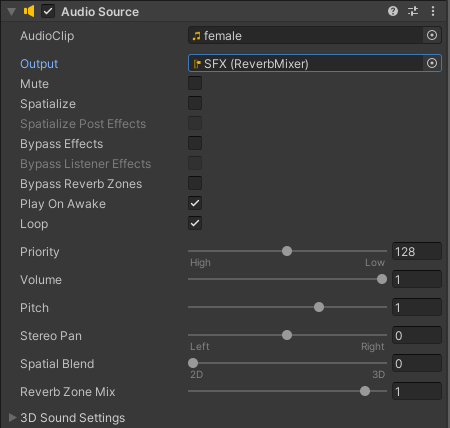 Audio Source
AudioClip female
Output SFX (ReverbMixer)
Mute
Spatialize
Spatialize Post Effects
Bypass Effects
Bypass Listener Effects
Bypass Reverb Zones
Play On Awake
Loop
Priority 128
High Low
Volume 1
Pitch 1
Stereo Pan 0
Left Right
Spatial Blend 0
2D 3D
Reverb Zone Mix 1
3D Sound Settings